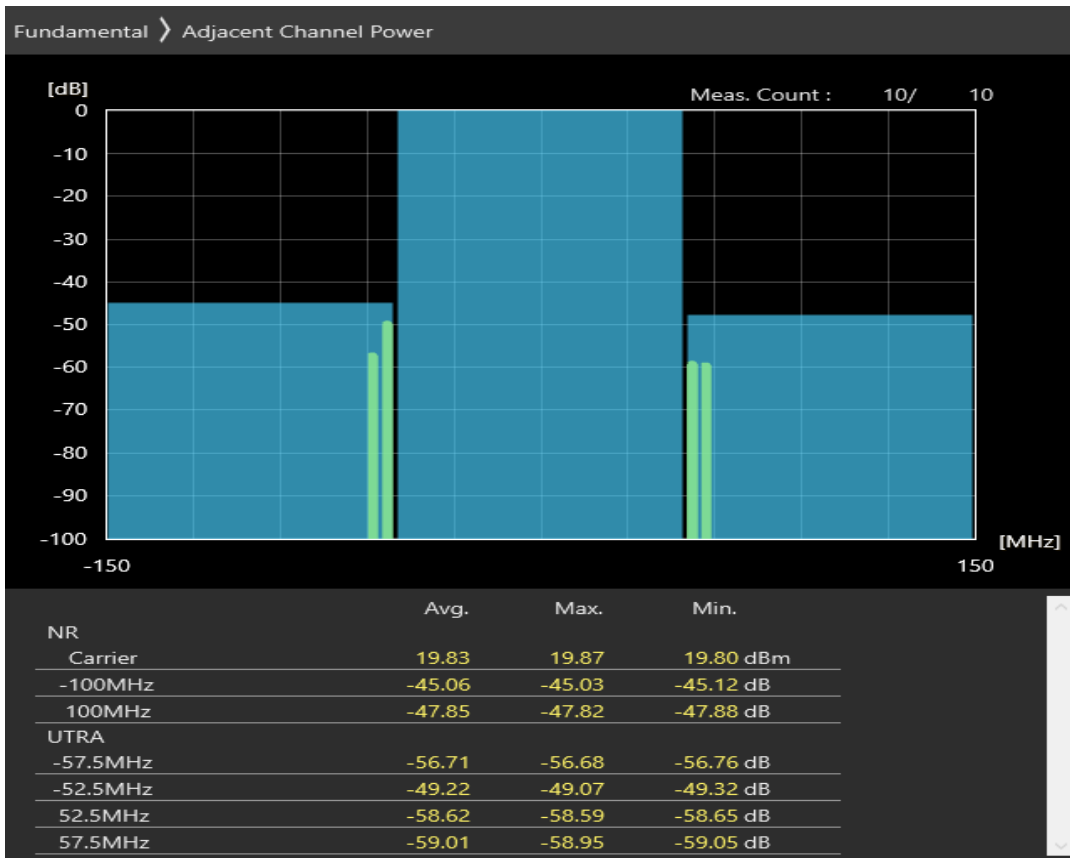 Fundamental 〉 Adjacent Channel Power
[dB]
Meas. Count : 10/ 10
0
-10
-20
-30
-40
-50
-60
-70
-80
-90
-100
[MHz]
-150 150
Avg. Max. Min.
NR
Carrier 19.83 19.87 19.80 dBm
-100MHz -45.06 -45.03 -45.12 dB
100MHz -47.85 -47.82 -47.88 dB
UTRA
-57.5MHz -56.71 -56.68 -56.76 dB
-52.5MHz -49.22 -49.07 -49.32 dB
52.5MHz -58.62 -58.59 -58.65 dB
57.5MHz -59.01 -58.95 -59.05 dB